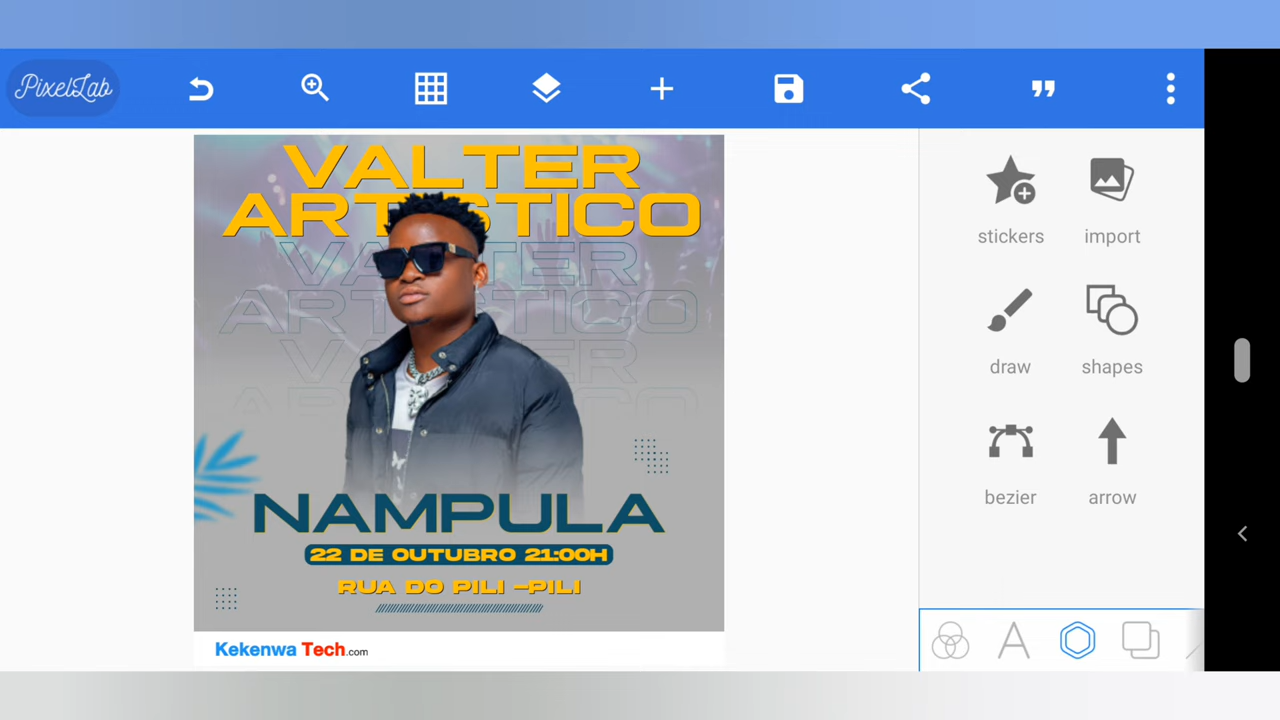 PixelLab
VALTER
ARTISTICO
VALTER
ARTISTICO
VALTER
ARTISTICO
NAMPULA
22 DE OUTUBRO 21:00H
RUA DO PILI -PILI
Kekenwa Tech.com
stickers
import
draw
shapes
bezier
arrow